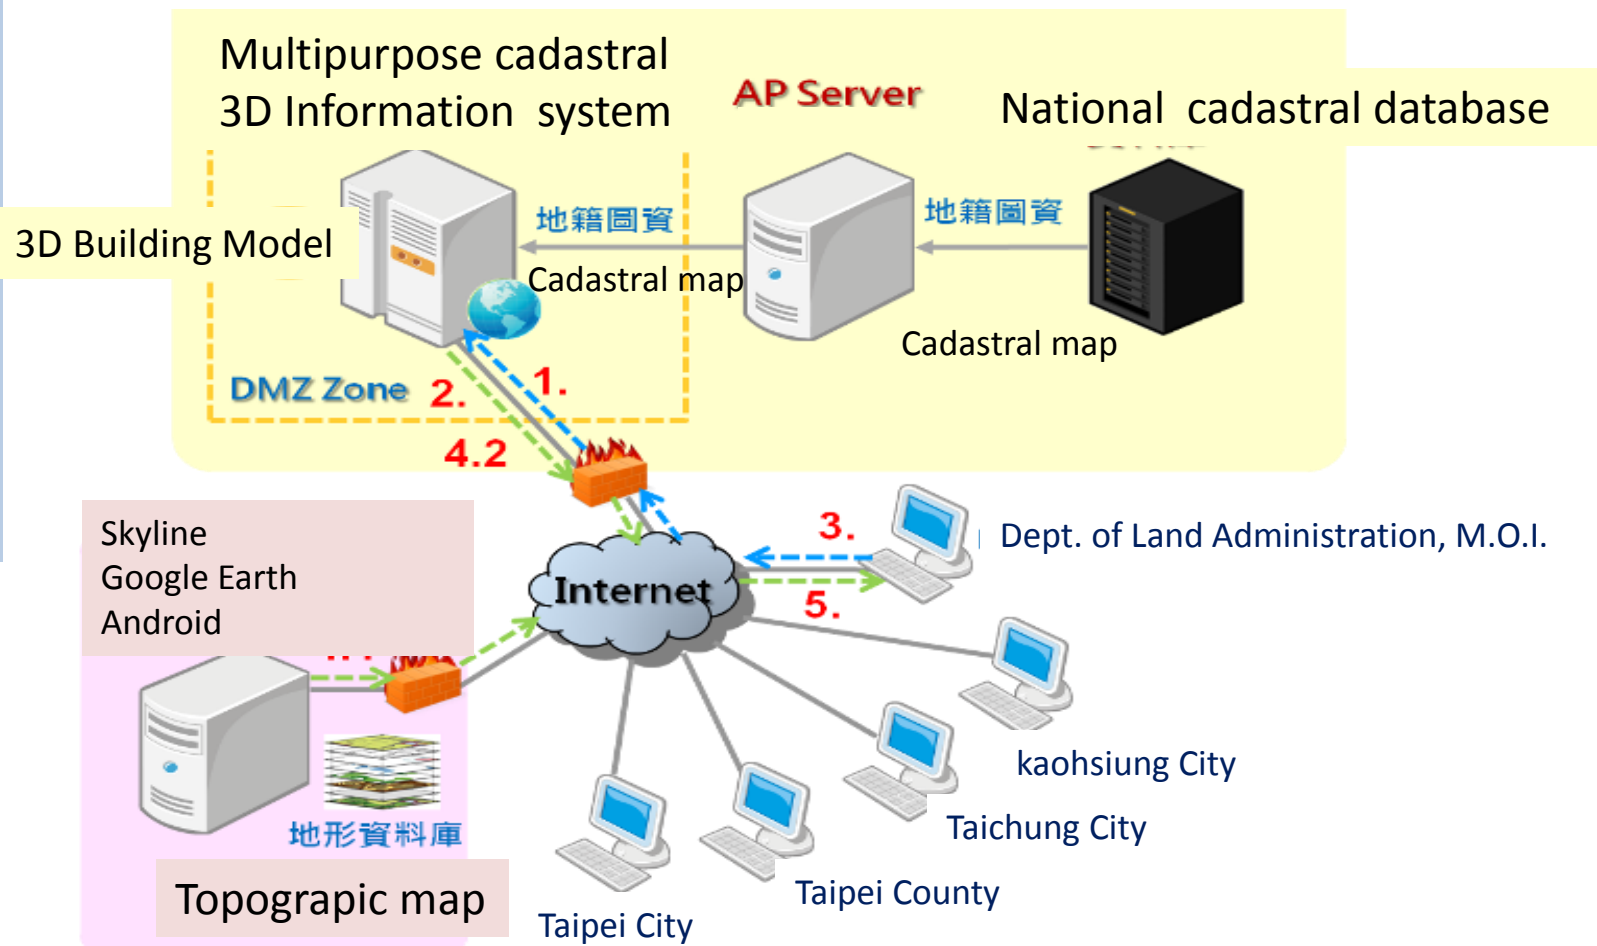 Multipurpose cadastral
3D Information system
AP Server
National cadastral database
3D Building Model
地籍圖資
Cadastral map
地籍圖資
Cadastral map
DMZ Zone
2.
1.
4.2
Skyline
Google Earth
Android
3.
Dept. of Land Administration, M.O.I.
Internet
5.
kaohsiung City
Taichung City
地形資料庫
Topograpic map
Taipei County
Taipei City